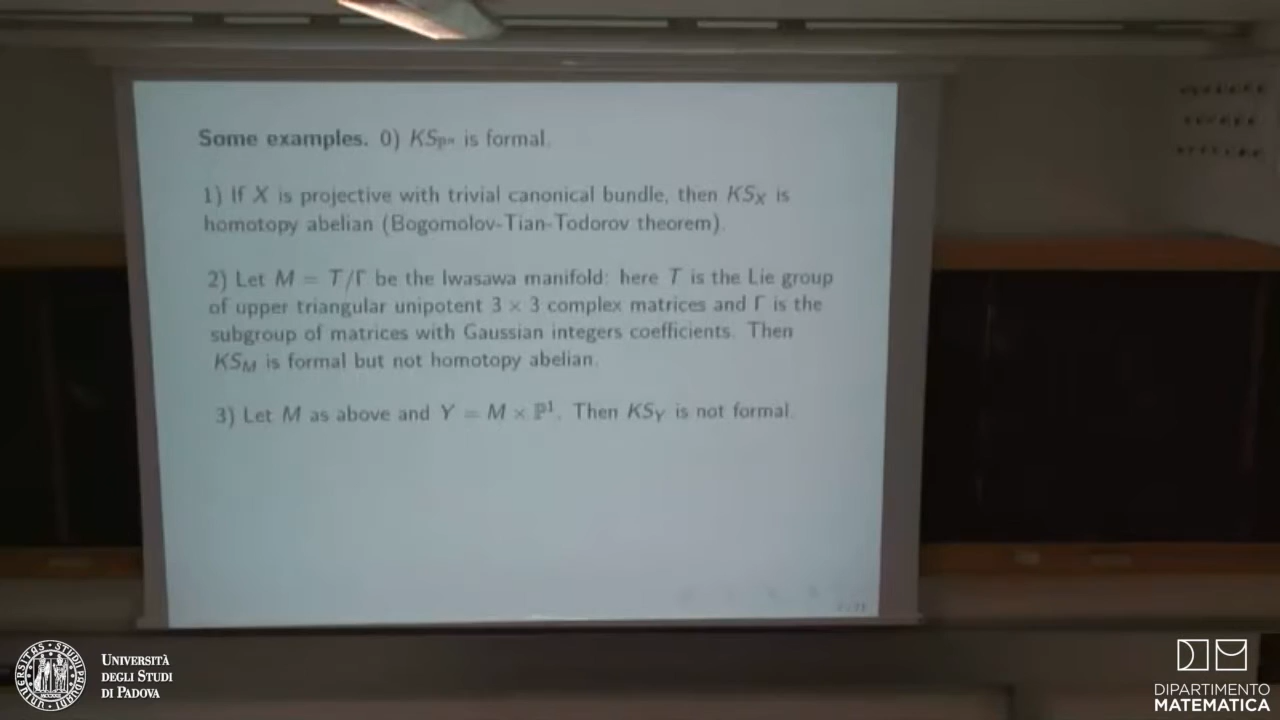 Some examples. 0) KS_{ℙⁿ} is formal.
1) If X is projective with trivial canonical bundle, then KS_X is
homotopy abelian (Bogomolov-Tian-Todorov theorem).
2) Let M = T/Γ be the Iwasawa manifold: here T is the Lie group
of upper triangular unipotent 3 × 3 complex matrices and Γ is the
subgroup of matrices with Gaussian integers coefficients. Then
KS_M is formal but not homotopy abelian.
3) Let M as above and Y = M × ℙ¹. Then KS_Y is not formal.
UNIVERSITÀ
DEGLI STUDI
DI PADOVA
DIPARTIMENTO
MATEMATICA